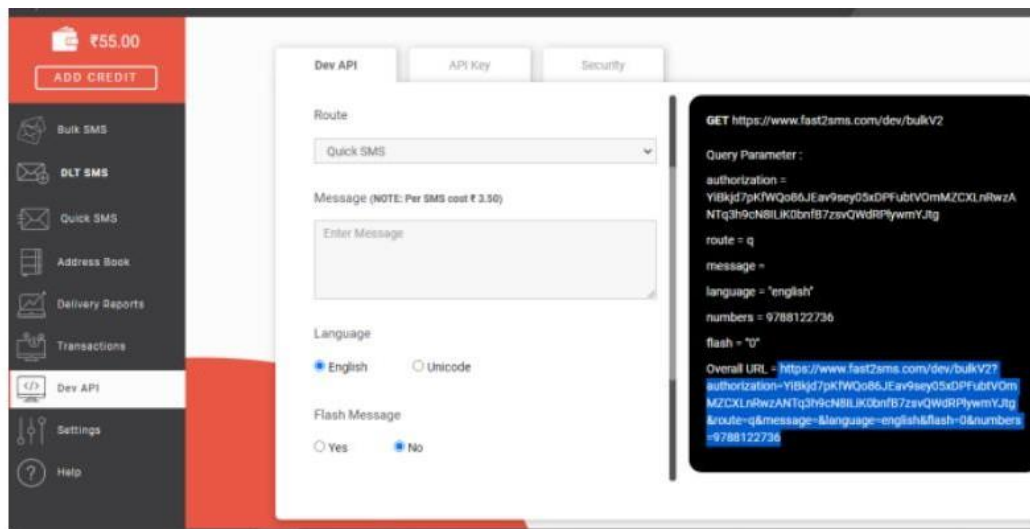 ₹55.00
ADD CREDIT
Bulk SMS
DLT SMS
Quick SMS
Address Book
Delivery Reports
Transactions
Dev API
Settings
Help
Dev API
API Key
Security
Route
Quick SMS
Message (NOTE: Per SMS cost ₹ 3.50)
Enter Message
Language
English
Unicode
Flash Message
Yes
No
GET https://www.fast2sms.com/dev/bulkV2
Query Parameter :
authorization =
route = q
message =
language = "english"
numbers = 9788122736
flash = "0"
Overall URL = https://www.fast2sms.com/dev/bulkV2?
authorization=
&route=q&message=&language=english&flash=0&numbers
=9788122736